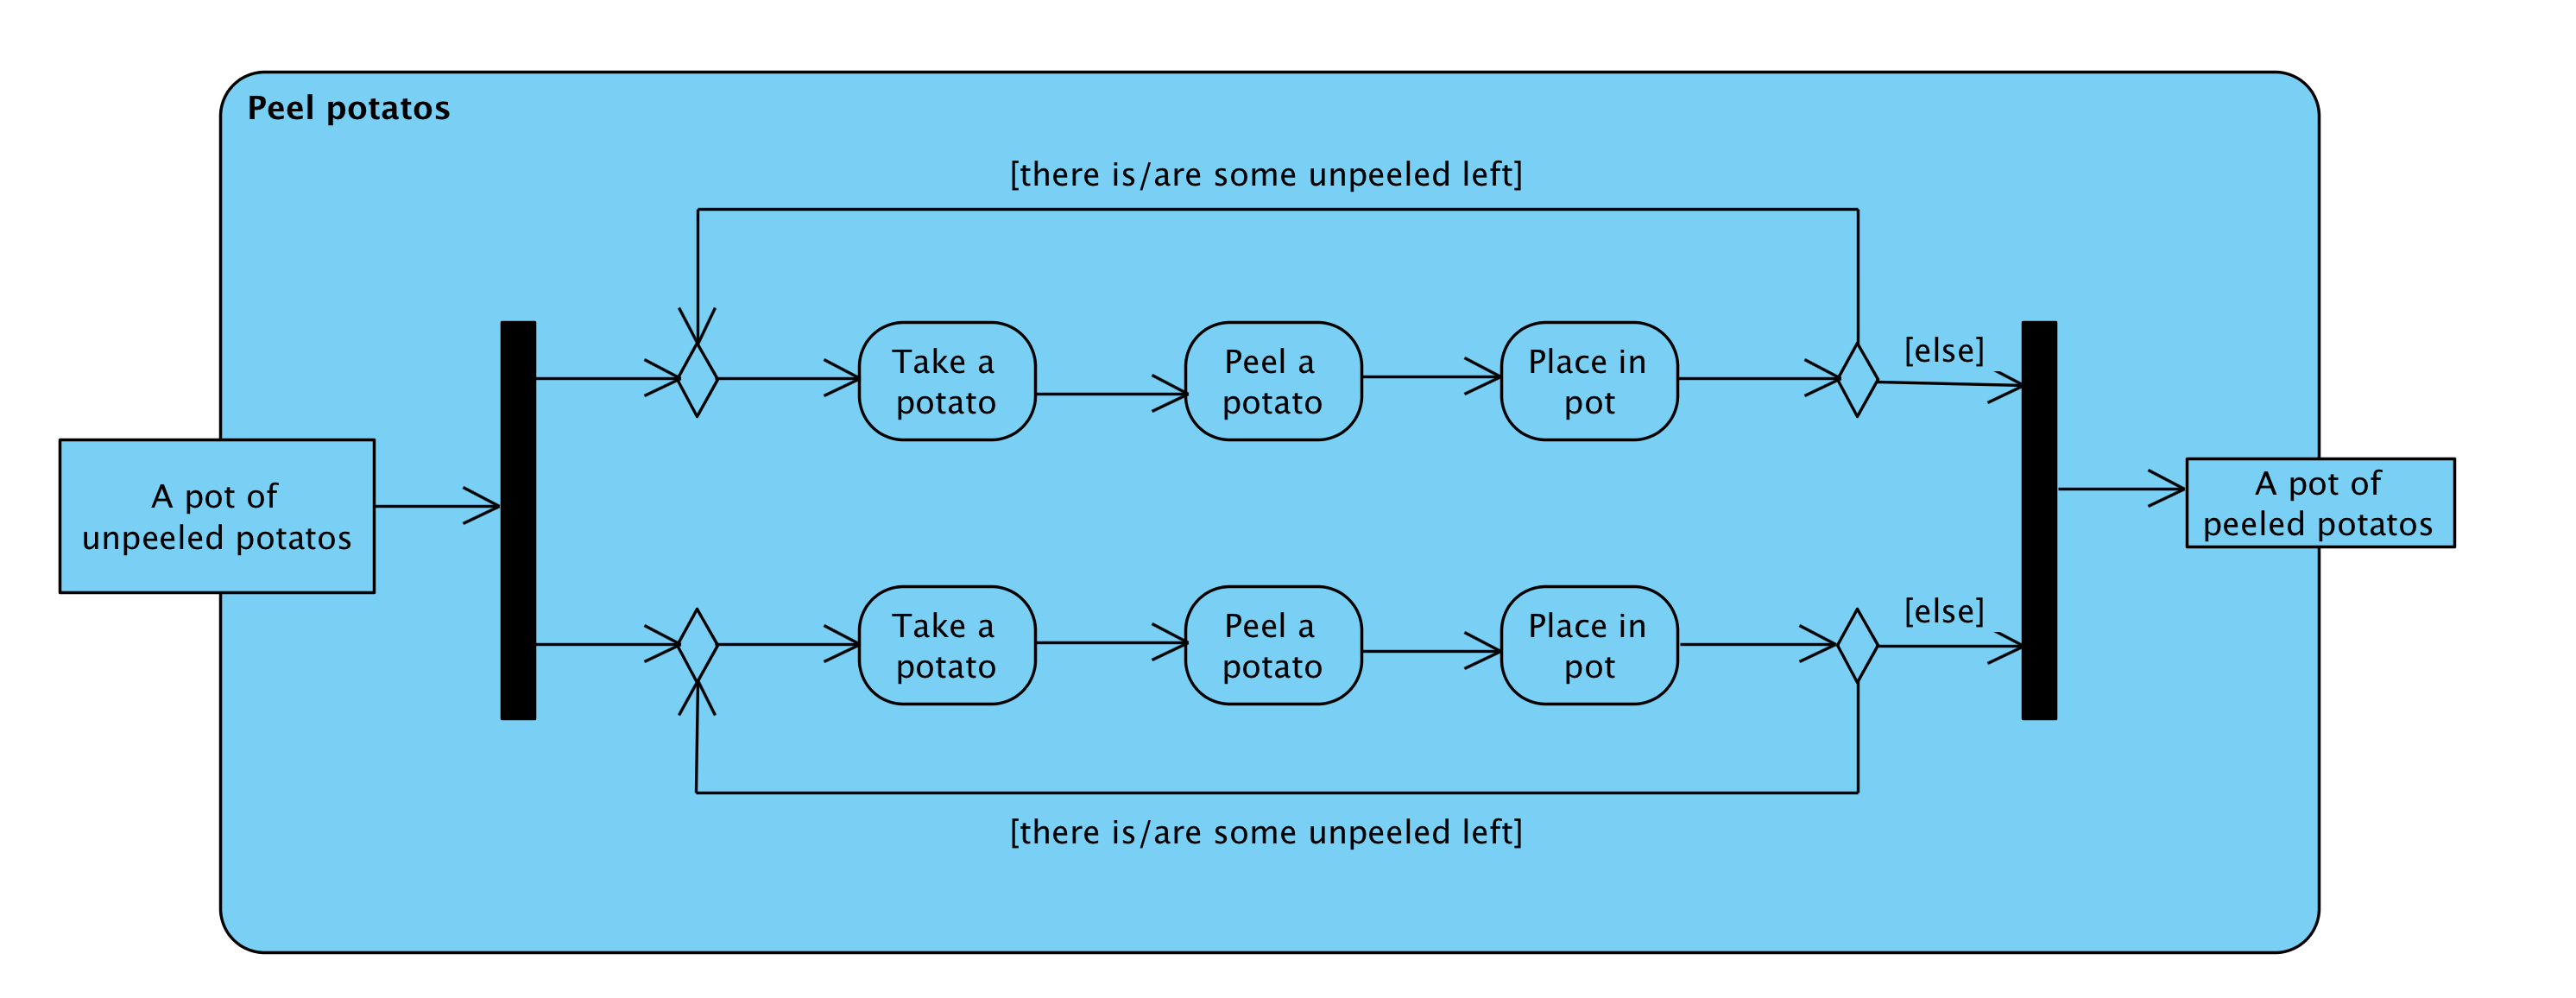 Peel potatos
[there is/are some unpeeled left]
Take a
potato
Peel a
potato
Place in
pot
[else]
A pot of
unpeeled potatos
A pot of
peeled potatos
Take a
potato
Peel a
potato
Place in
pot
[else]
[there is/are some unpeeled left]